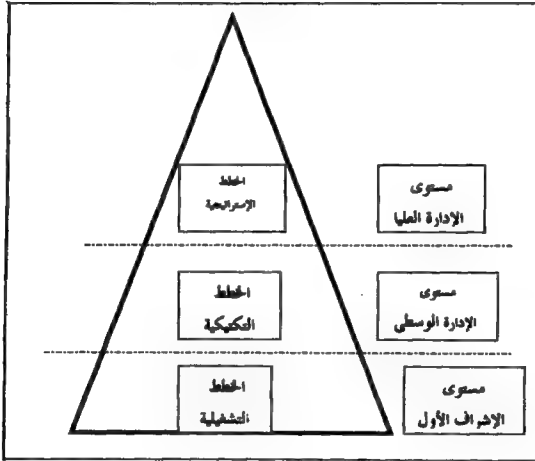 الخطط
الإستراتيجية
مستوى
الإدارة العليا
الخطط
التكتيكية
مستوى
الإدارة الوسطى
الخطط
التشغيلية
مستوى
الإشراف الأول